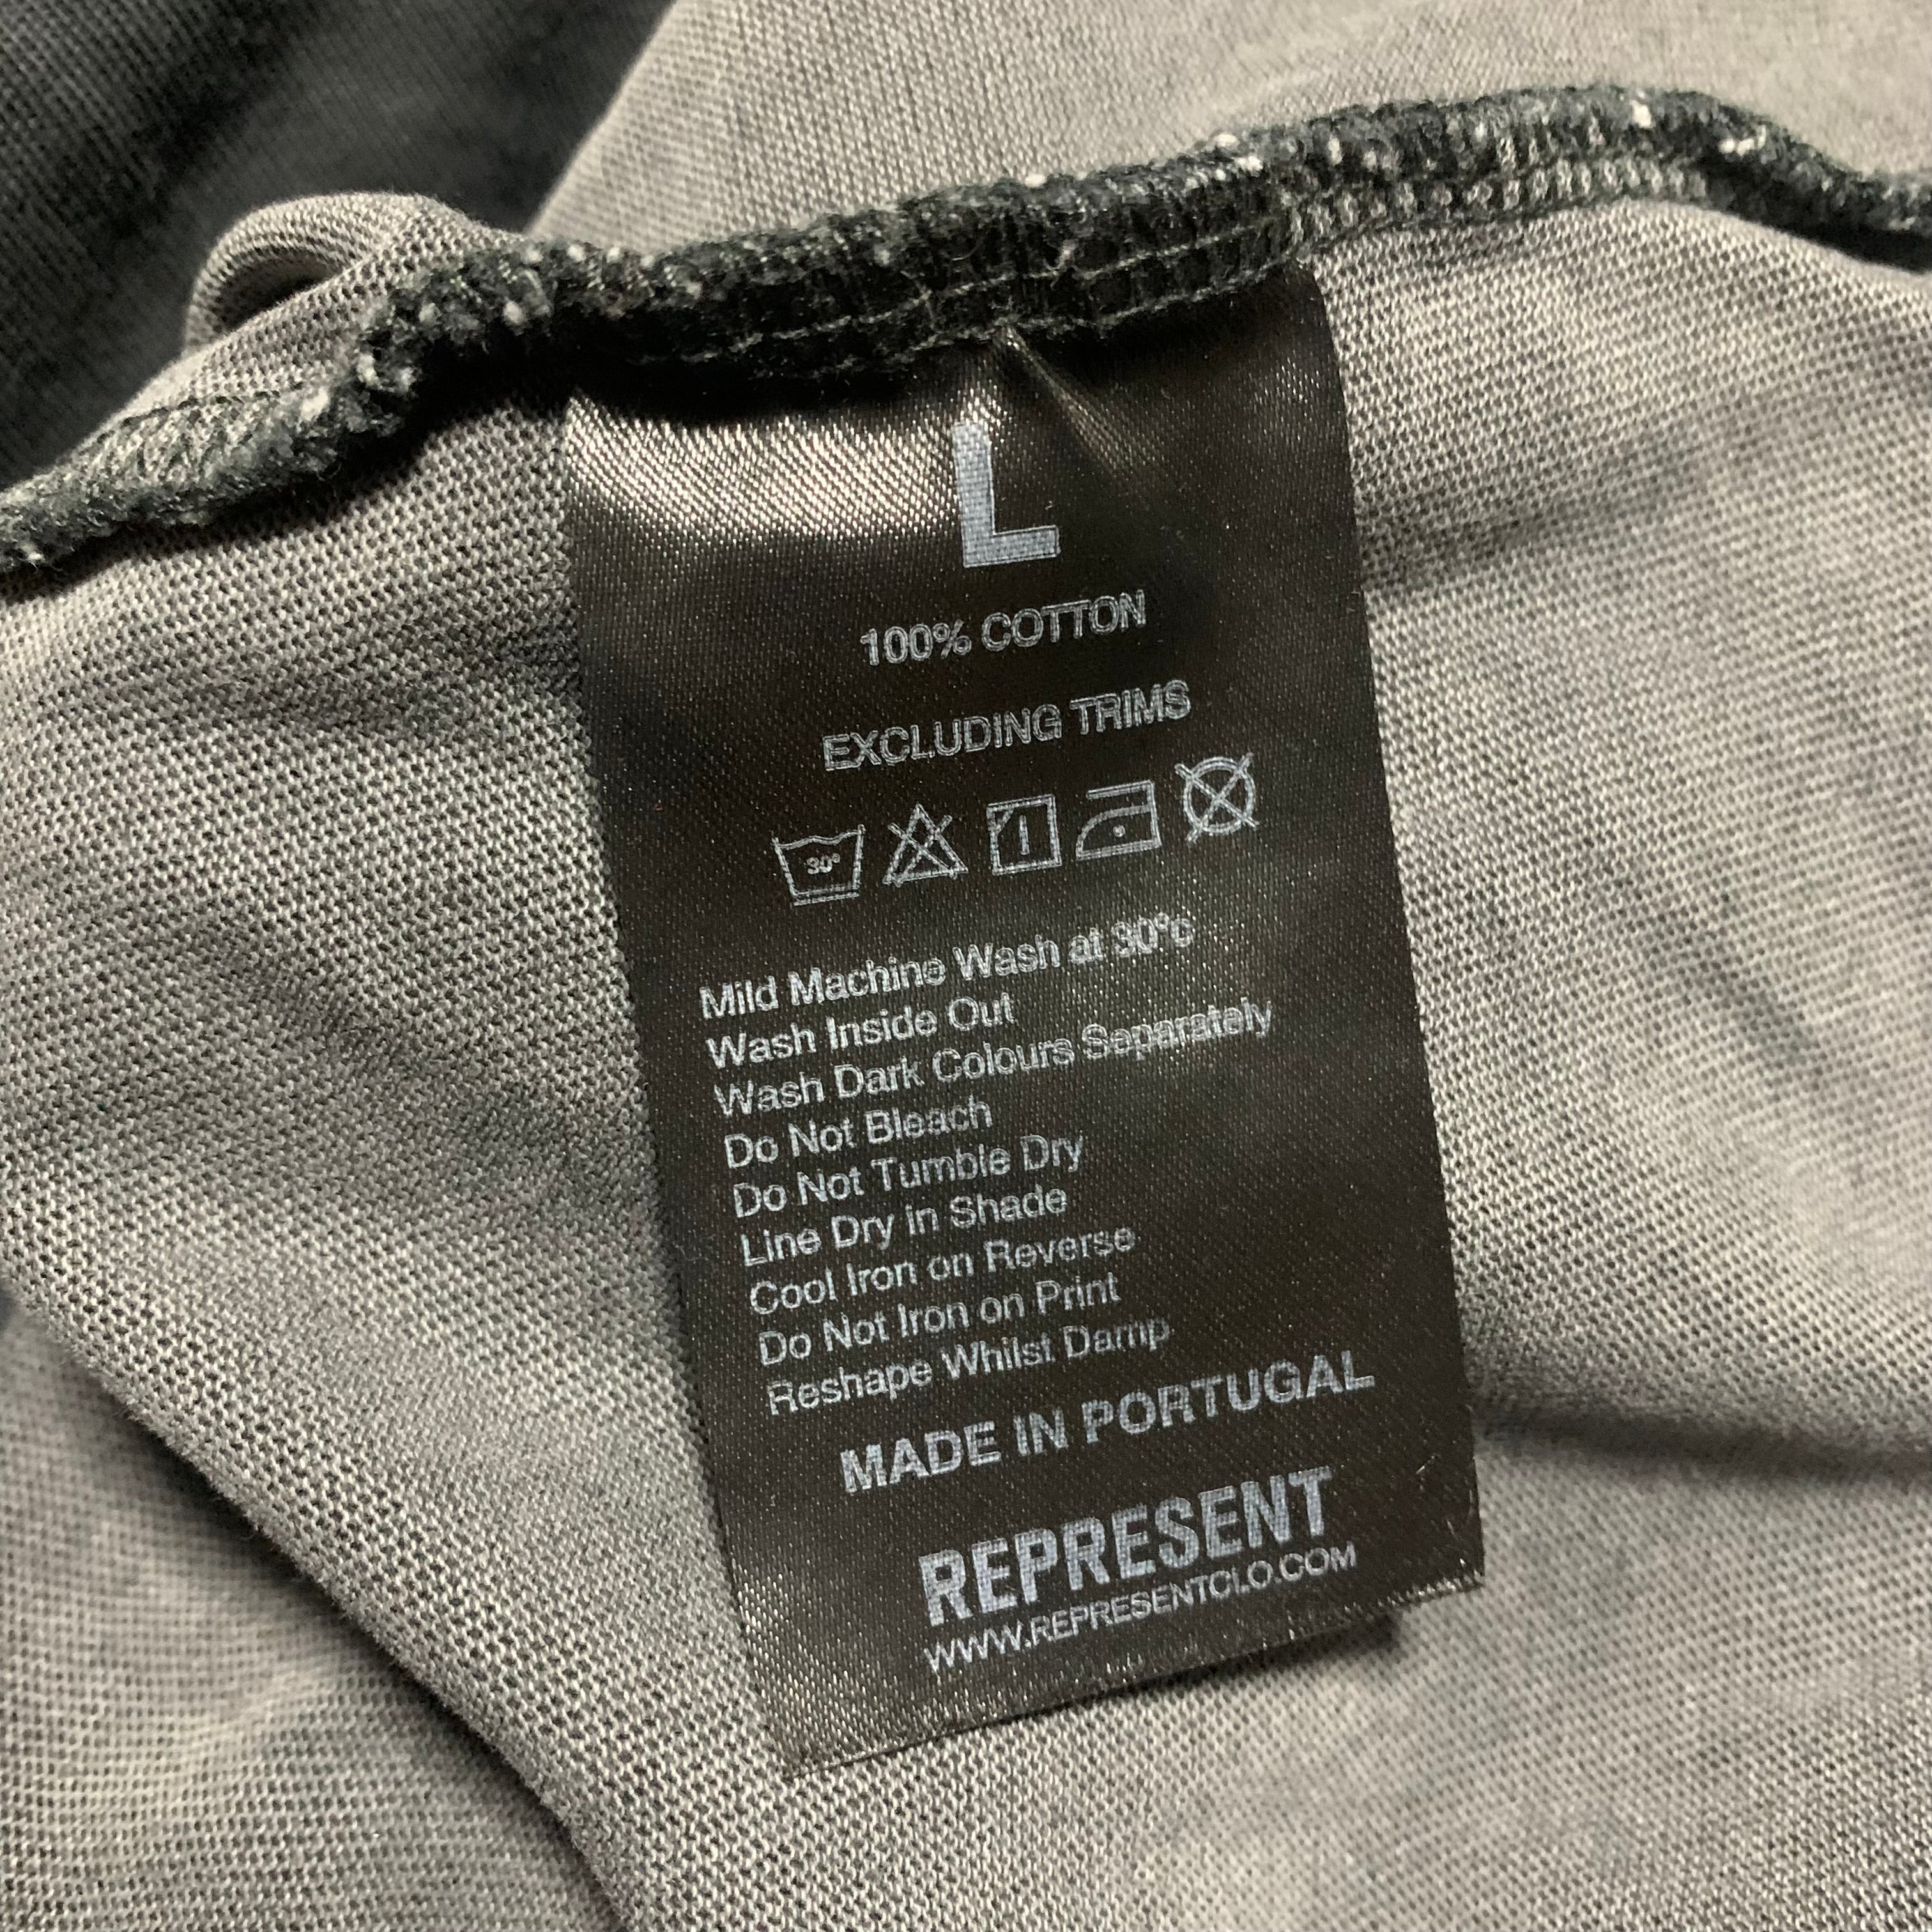 L
100% COTTON
EXCLUDING TRIMS
30°
Mild Machine Wash at 30°c
Wash Inside Out
Wash Dark Colours Separately
Do Not Bleach
Do Not Tumble Dry
Line Dry in Shade
Cool Iron on Reverse
Do Not Iron on Print
Reshape Whilst Damp
MADE IN PORTUGAL
REPRESENT
WWW.REPRESENTCLO.COM